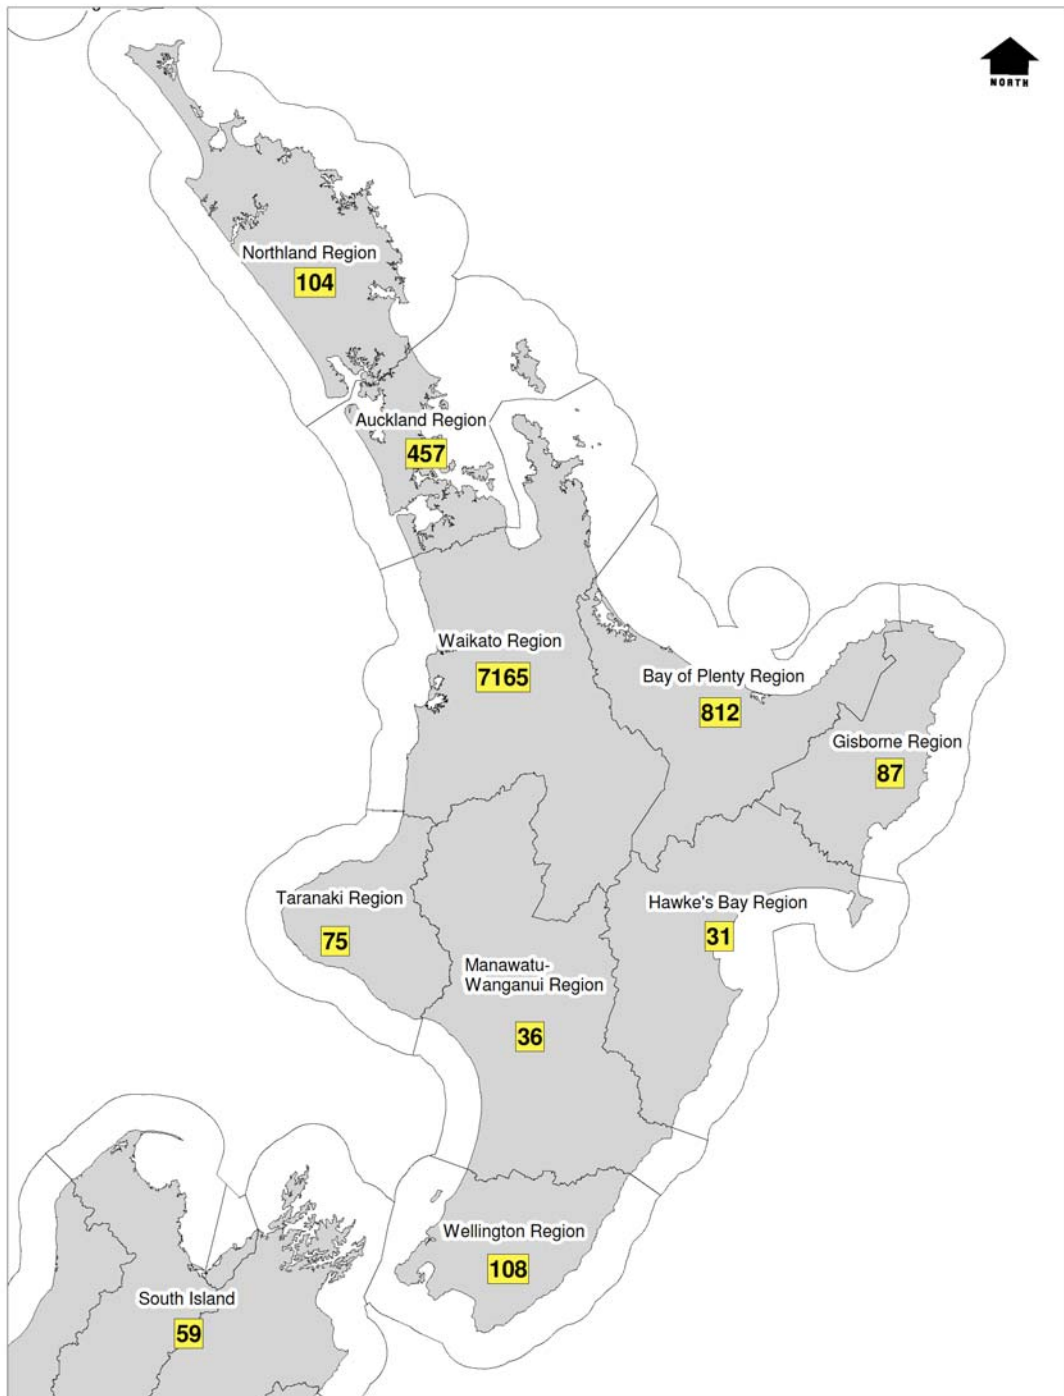 NORTH
Northland Region
104
Auckland Region
457
Waikato Region
7165
Bay of Plenty Region
812
Gisborne Region
87
Taranaki Region
75
Hawke's Bay Region
31
Manawatu-
Wanganui Region
36
Wellington Region
108
South Island
59